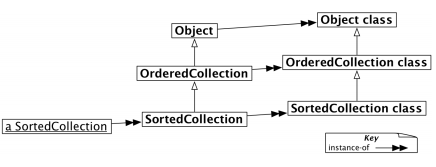 Object
Object class
OrderedCollection
OrderedCollection class
a SortedCollection
SortedCollection
SortedCollection class
Key
instance-of